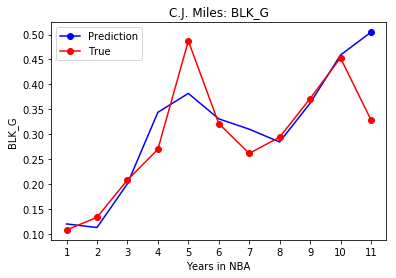 C.J. Miles: BLK_G
Prediction
True
BLK_G
0.50
0.45
0.40
0.35
0.30
0.25
0.20
0.15
0.10
1 2 3 4 5 6 7 8 9 10 11
Years in NBA